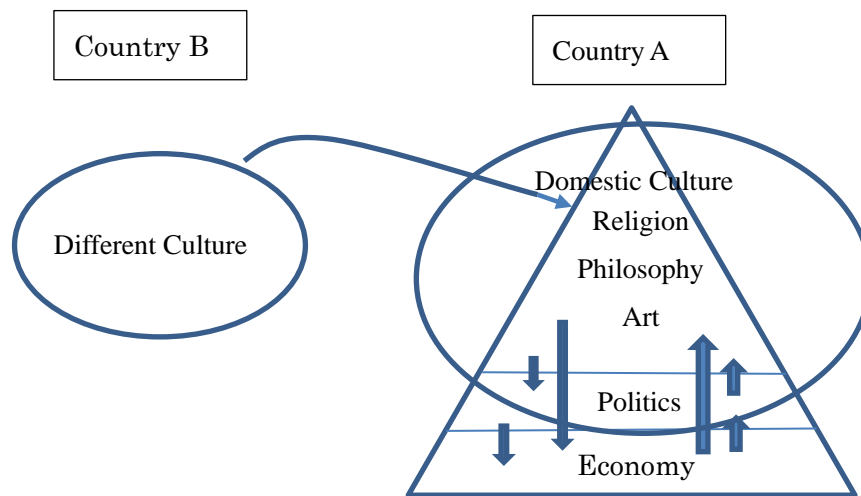 Country B
Country A
Different Culture
Domestic Culture
Religion
Philosophy
Art
Politics
Economy